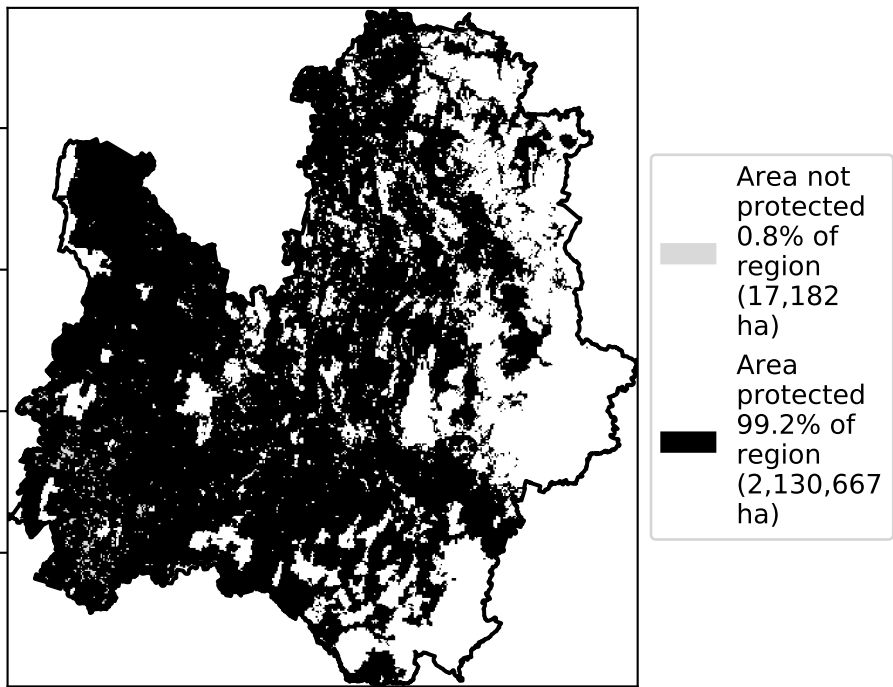 Area not
protected
0.8% of
region
(17,182
ha)
Area
protected
99.2% of
region
(2,130,667
ha)